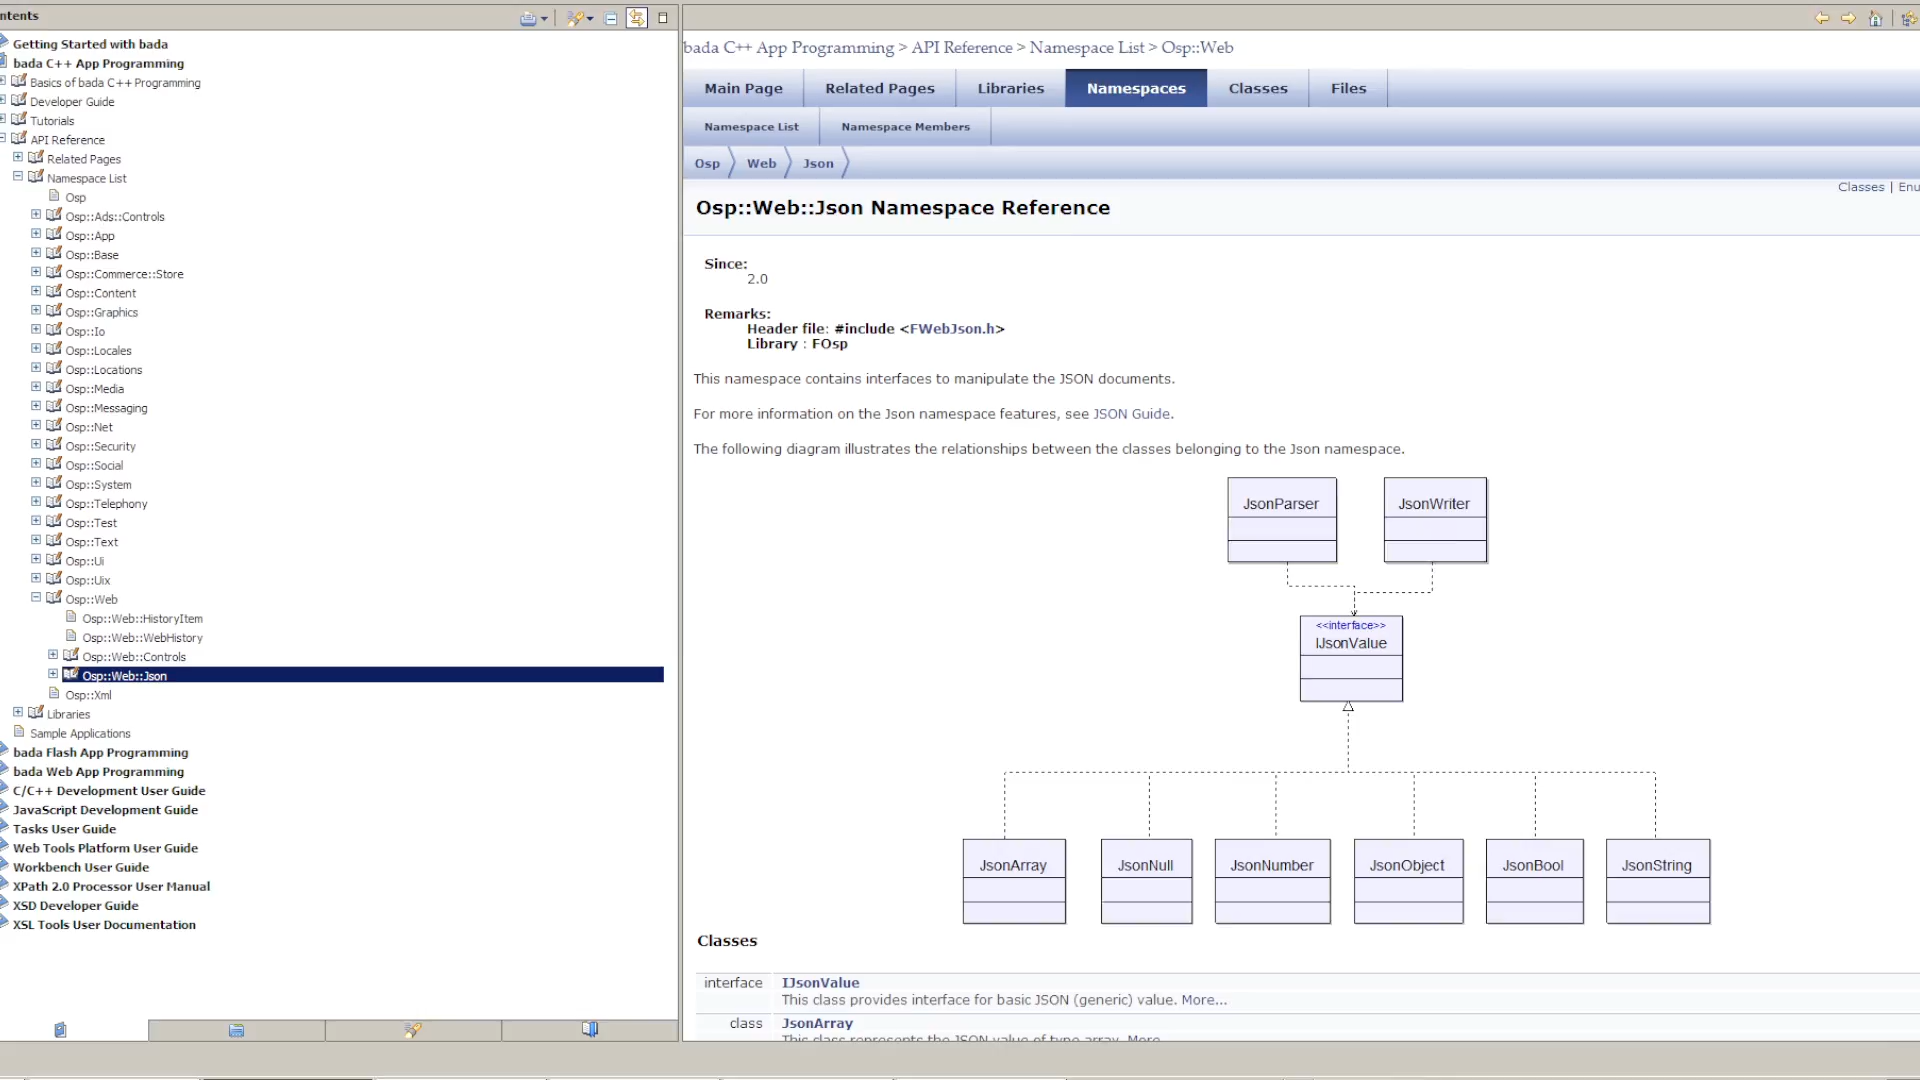 ntents
Getting Started with bada
bada C++ App Programming
Basics of bada C++ Programming
Developer Guide
Tutorials
API Reference
Related Pages
Namespace List
Osp
Osp::Ads::Controls
Osp::App
Osp::Base
Osp::Commerce::Store
Osp::Content
Osp::Graphics
Osp::Io
Osp::Locales
Osp::Locations
Osp::Media
Osp::Messaging
Osp::Net
Osp::Security
Osp::Social
Osp::System
Osp::Telephony
Osp::Test
Osp::Text
Osp::Ui
Osp::Uix
Osp::Web
Osp::Web::HistoryItem
Osp::Web::WebHistory
Osp::Web::Controls
Osp::Web::Json
Osp::Xml
Libraries
Sample Applications
bada Flash App Programming
bada Web App Programming
C/C++ Development User Guide
JavaScript Development Guide
Tasks User Guide
Web Tools Platform User Guide
Workbench User Guide
XPath 2.0 Processor User Manual
XSD Developer Guide
XSL Tools User Documentation
bada C++ App Programming > API Reference > Namespace List > Osp::Web
Main Page Related Pages Libraries Namespaces Classes Files
Namespace List Namespace Members
Osp Web Json
Classes | Enu
Osp::Web::Json Namespace Reference
Since:
2.0
Remarks:
Header file: #include <FWebJson.h>
Library : FOsp
This namespace contains interfaces to manipulate the JSON documents.
For more information on the Json namespace features, see JSON Guide.
The following diagram illustrates the relationships between the classes belonging to the Json namespace.
JsonParser JsonWriter
<<interface>>
IJsonValue
JsonArray JsonNull JsonNumber JsonObject JsonBool JsonString
Classes
interface IJsonValue
This class provides interface for basic JSON (generic) value. More...
class JsonArray
This class represents the JSON value of type array. More